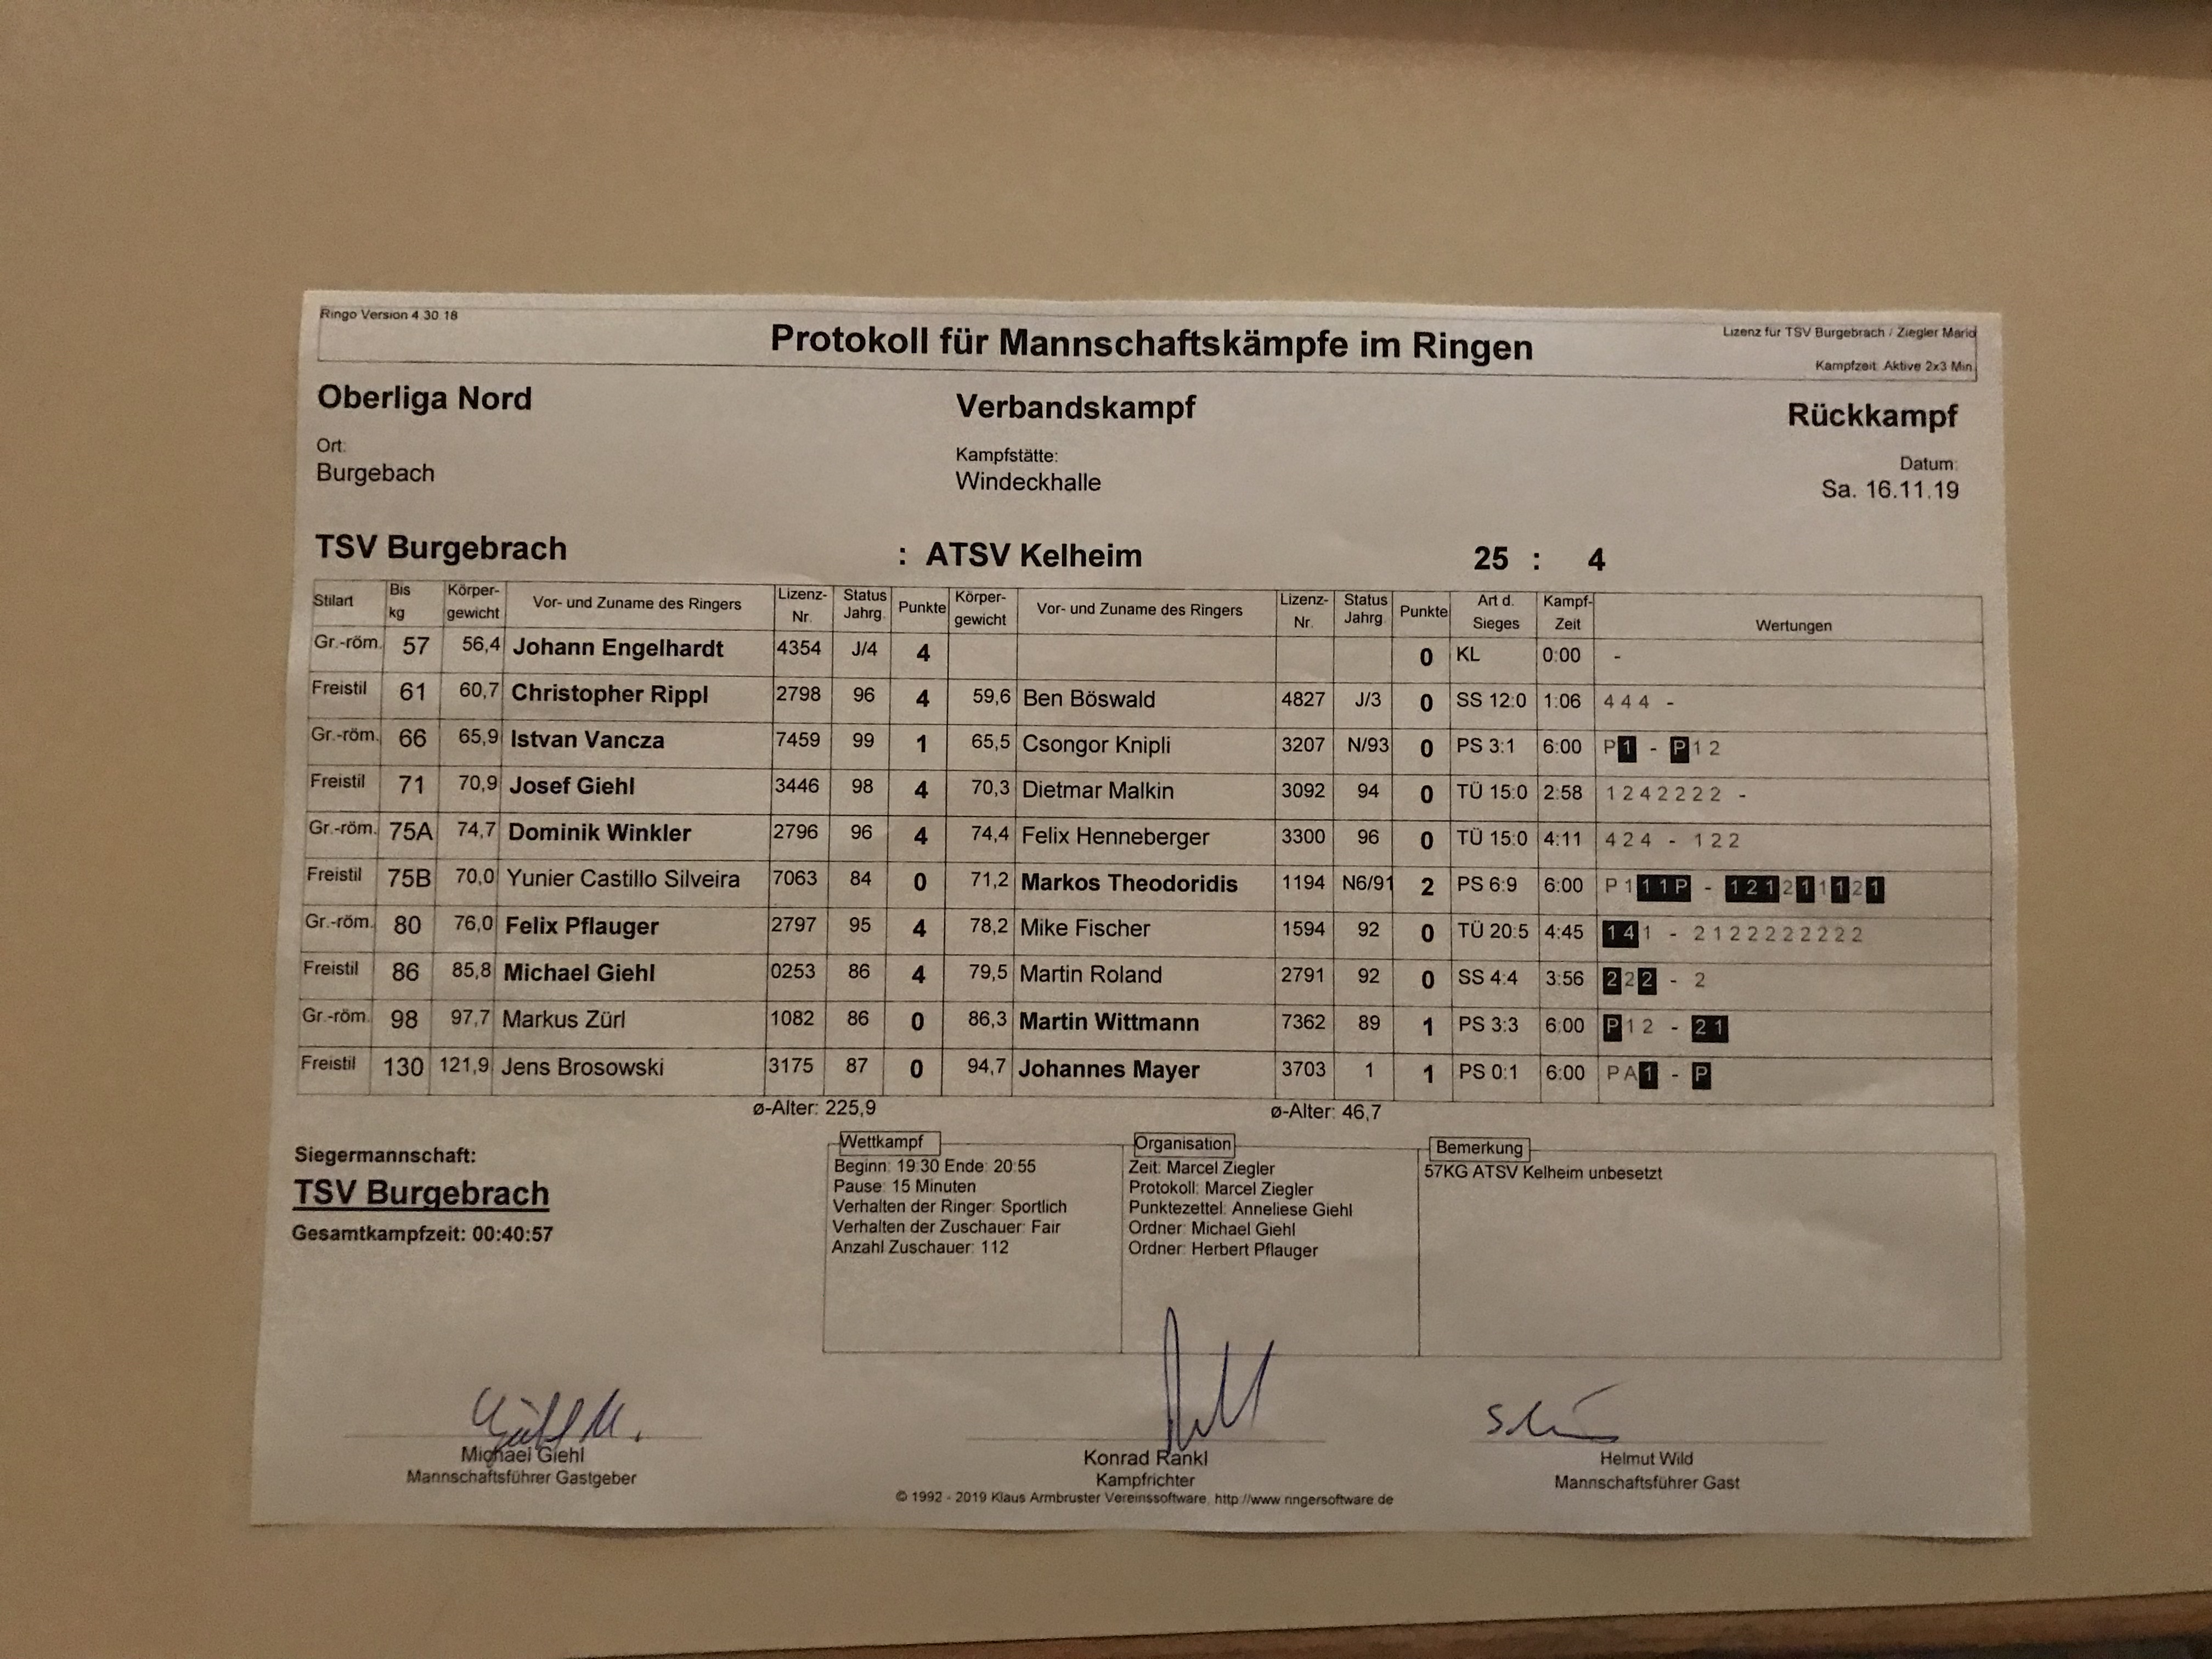 Ringo Version 4.30.18
Protokoll für Mannschaftskämpfe im Ringen
Lizenz für TSV Burgebrach / Ziegler Mario
Kampfzeit: Aktive 2x3 Min.
Oberliga Nord Verbandskampf Rückkampf
Ort: Kampfstätte: Datum:
Burgebach Windeckhalle Sa. 16.11.19
TSV Burgebrach : ATSV Kelheim 25 : 4
Stilart Bis kg Körper-gewicht Vor- und Zuname des Ringers Lizenz-Nr. Status Jahrg. Punkte Körper-gewicht Vor- und Zuname des Ringers Lizenz-Nr. Status Jahrg. Punkte Art d. Sieges Kampf-Zeit Wertungen
Gr.-röm. 57 56,4 Johann Engelhardt 4354 J/4 4 0 KL 0:00 -
Freistil 61 60,7 Christopher Rippl 2798 96 4 59,6 Ben Böswald 4827 J/3 0 SS 12:0 1:06 4 4 4 -
Gr.-röm. 66 65,9 Istvan Vancza 7459 99 1 65,5 Csongor Knipli 3207 N/93 0 PS 3:1 6:00 P 1 - P 1 2
Freistil 71 70,9 Josef Giehl 3446 98 4 70,3 Dietmar Malkin 3092 94 0 TÜ 15:0 2:58 1 2 4 2 2 2 2 -
Gr.-röm. 75A 74,7 Dominik Winkler 2796 96 4 74,4 Felix Henneberger 3300 96 0 TÜ 15:0 4:11 4 2 4 - 1 2 2
Freistil 75B 70,0 Yunier Castillo Silveira 7063 84 0 71,2 Markos Theodoridis 1194 N6/91 2 PS 6:9 6:00 P 1 1 1 P - 1 2 1 2 1 1 1 2 1
Gr.-röm. 80 76,0 Felix Pflauger 2797 95 4 78,2 Mike Fischer 1594 92 0 TÜ 20:5 4:45 1 4 1 - 2 1 2 2 2 2 2 2 2 2
Freistil 86 85,8 Michael Giehl 0253 86 4 79,5 Martin Roland 2791 92 0 SS 4:4 3:56 2 2 2 - 2
Gr.-röm. 98 97,7 Markus Zürl 1082 86 0 86,3 Martin Wittmann 7362 89 1 PS 3:3 6:00 P 1 2 - 2 1
Freistil 130 121,9 Jens Brosowski 3175 87 0 94,7 Johannes Mayer 3703 1 1 PS 0:1 6:00 P A 1 - P
ø-Alter: 225,9 ø-Alter: 46,7
Siegermannschaft:
TSV Burgebrach
Gesamtkampfzeit: 00:40:57
Wettkampf
Beginn: 19:30 Ende: 20:55
Pause: 15 Minuten
Verhalten der Ringer: Sportlich
Verhalten der Zuschauer: Fair
Anzahl Zuschauer: 112
Organisation
Zeit: Marcel Ziegler
Protokoll: Marcel Ziegler
Punktezettel: Anneliese Giehl
Ordner: Michael Giehl
Ordner: Herbert Pflauger
Bemerkung
57KG ATSV Kelheim unbesetzt
Michael Giehl
Mannschaftsführer Gastgeber
Konrad Rankl
Kampfrichter
Helmut Wild
Mannschaftsführer Gast
© 1992 - 2019 Klaus Armbruster Vereinssoftware, http://www.ringersoftware.de